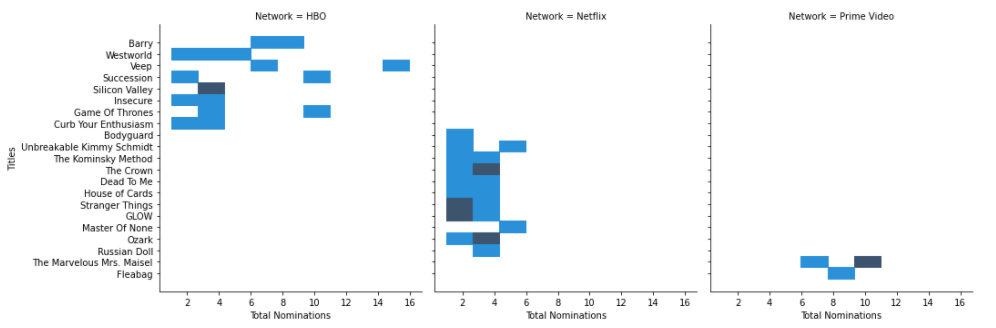 Network = HBO
Network = Netflix
Network = Prime Video
Titles
Barry
Westworld
Veep
Succession
Silicon Valley
Insecure
Game Of Thrones
Curb Your Enthusiasm
Bodyguard
Unbreakable Kimmy Schmidt
The Kominsky Method
The Crown
Dead To Me
House of Cards
Stranger Things
GLOW
Master Of None
Ozark
Russian Doll
The Marvelous Mrs. Maisel
Fleabag
2 4 6 8 10 12 14 16
2 4 6 8 10 12 14 16
2 4 6 8 10 12 14 16
Total Nominations
Total Nominations
Total Nominations